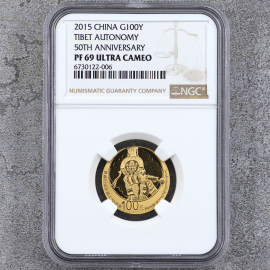 2015 CHINA G100Y
TIBET AUTONOMY
50TH ANNIVERSARY
PF 69 ULTRA CAMEO
6730122-006
NUMISMATIC GUARANTY COMPANY
NGC
100